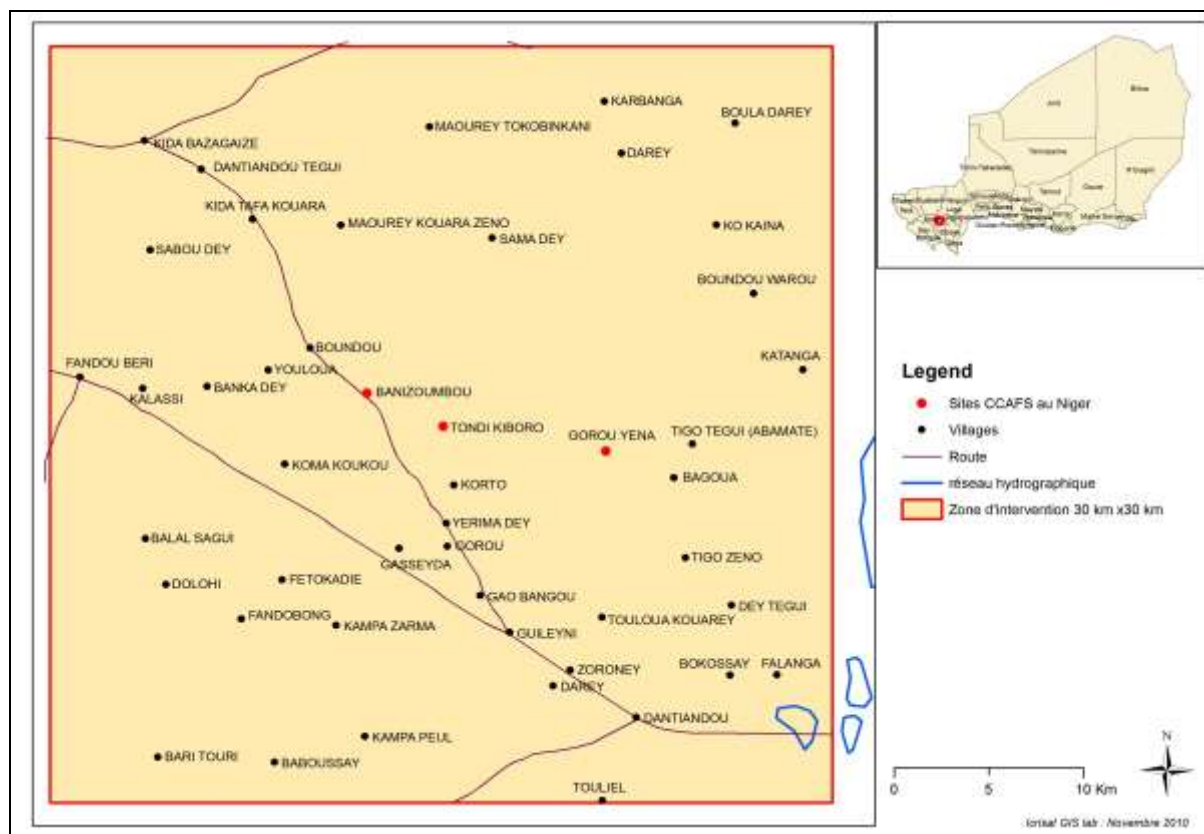 KARBANGA
BOULA DAREY
MAOUREY TOKOBINKANI
KIDA BAZAGAIZE
DAREY
DANTIANDOU TEGUI
KIDA TAFA KOUARA
MAOUREY KOUARA ZENO
KO KAINA
SAMA DEY
SABOU DEY
BOUNDOU WAROU
BOUNDOU
FANDOU BERI
YOULOUA
KATANGA
KALASSI
BANKA DEY
BANIZOUMBOU
TONDI KIBORO
GOROU YENA
TIGO TEGUI (ABAMATE)
KOMA KOUKOU
KORTO
BAGOUA
YERIMA DEY
BALAL SAGUI
GOROU
GASSEYDA
TIGO ZENO
DOLOHI
FETOKADIE
GAO BANGOU
DEY TEGUI
FANDOBONG
KAMPA ZARMA
TOULOUA KOUAREY
GUILEYNI
ZORONEY
BOKOSSAY
FALANGA
DAREY
DANTIANDOU
KAMPA PEUL
BARI TOURI
BABOUSSAY
TOULIEL
Bilma
Legend
Sites CCAFS au Niger
Villages
Route
réseau hydrographique
Zone d'intervention 30 km x30 km
N
0 5 10 Km
Icrisat GIS lab : Novembre 2010